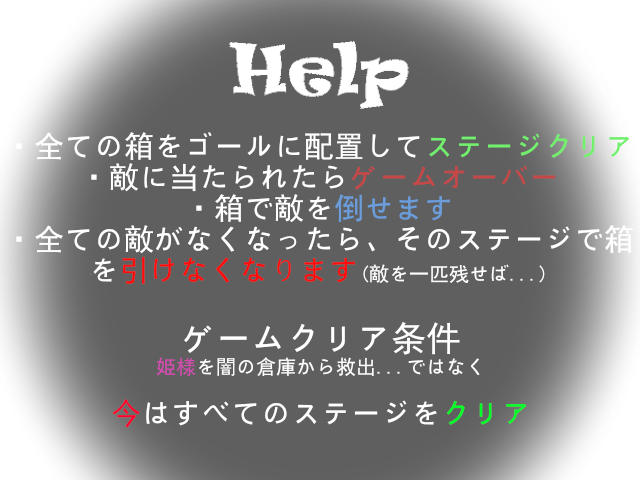 Help
・全ての箱をゴールに配置してステージクリア
・敵に当たられたらゲームオーバー
・箱で敵を倒せます
・全ての敵がなくなったら、そのステージで箱
を引けなくなります(敵を一匹残せば...)
ゲームクリア条件
姫様を闇の倉庫から救出...ではなく
今はすべてのステージをクリア